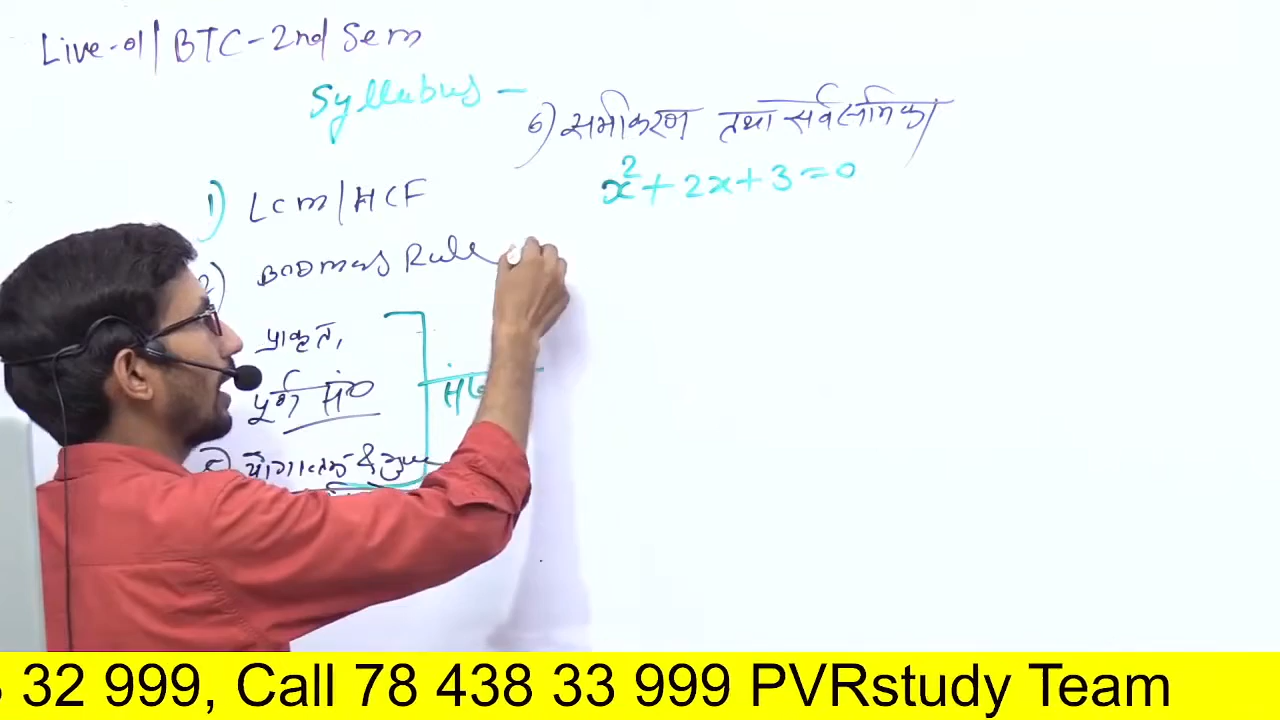 Live-01/BTC-2nd Sem
Syllabus -
1) LCM/HCF
2) BODMAS Rule
प्राकृत,
पूर्ण सं०
योगात्मक &
6) समीकरण तथा सर्वसमिका
x² + 2x + 3 = 0
32 999, Call 78 438 33 999 PVRstudy Team